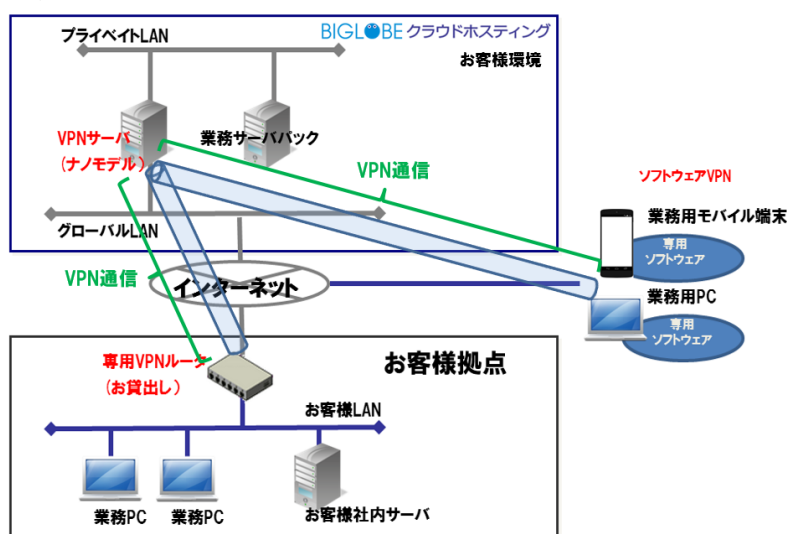 プライベイトLAN
BIGLOBE クラウドホスティング
お客様環境
VPNサーバ
(ナノモデル)
業務サーバパック
VPN通信
ソフトウェアVPN
業務用モバイル端末
専用
ソフトウェア
グローバルLAN
VPN通信
インターネット
業務用PC
専用
ソフトウェア
専用VPNルータ
(お貸出し)
お客様拠点
お客様LAN
業務PC
業務PC
お客様社内サーバ